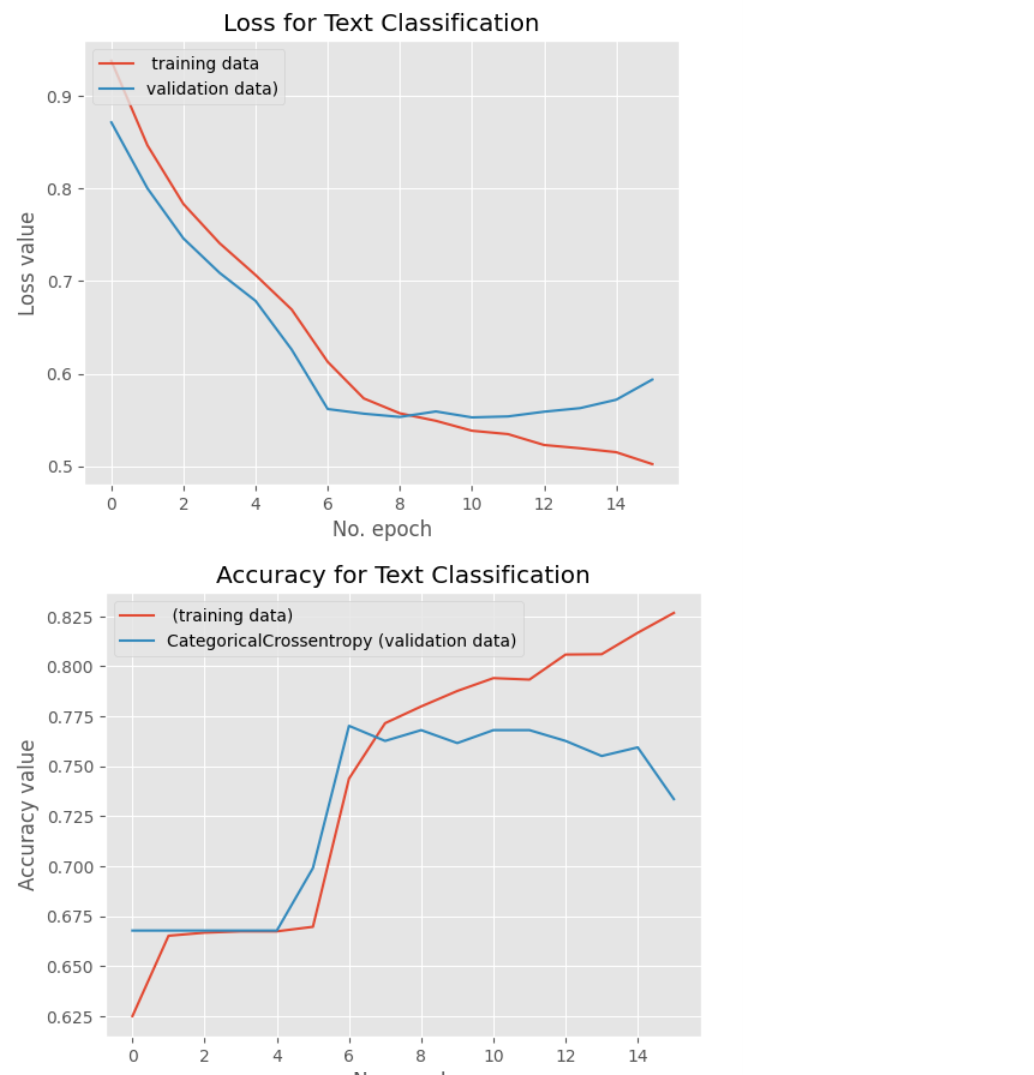 Loss for Text Classification
training data
validation data)
0.9
0.8
0.7
0.6
0.5
Loss value
0 2 4 6 8 10 12 14
No. epoch
Accuracy for Text Classification
(training data)
CategoricalCrossentropy (validation data)
0.825
0.800
0.775
0.750
0.725
0.700
0.675
0.650
0.625
Accuracy value
0 2 4 6 8 10 12 14